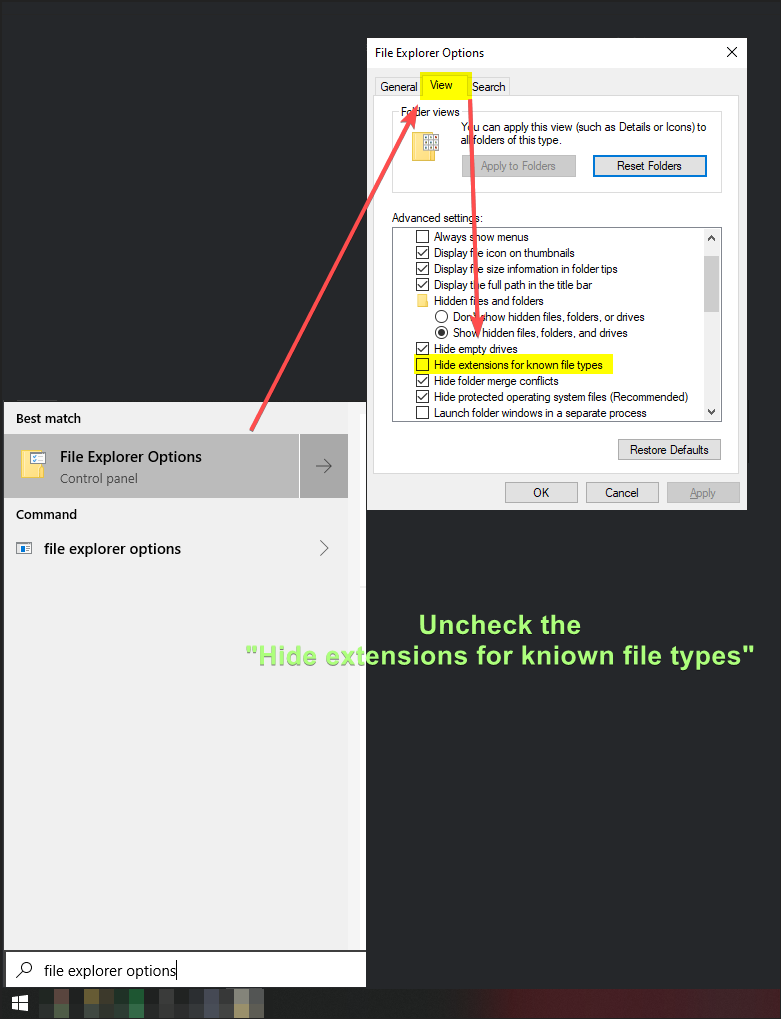 File Explorer Options
General
View
Search
Folder views
You can apply this view (such as Details or Icons) to
all folders of this type.
Apply to Folders
Reset Folders
Advanced settings:
Always show menus
Display file icon on thumbnails
Display file size information in folder tips
Display the full path in the title bar
Hidden files and folders
Don't show hidden files, folders, or drives
Show hidden files, folders, and drives
Hide empty drives
Hide extensions for known file types
Hide folder merge conflicts
Hide protected operating system files (Recommended)
Launch folder windows in a separate process
Restore Defaults
OK
Cancel
Apply
Best match
File Explorer Options
Control panel
Command
file explorer options
Uncheck the
"Hide extensions for kniown file types"
file explorer options